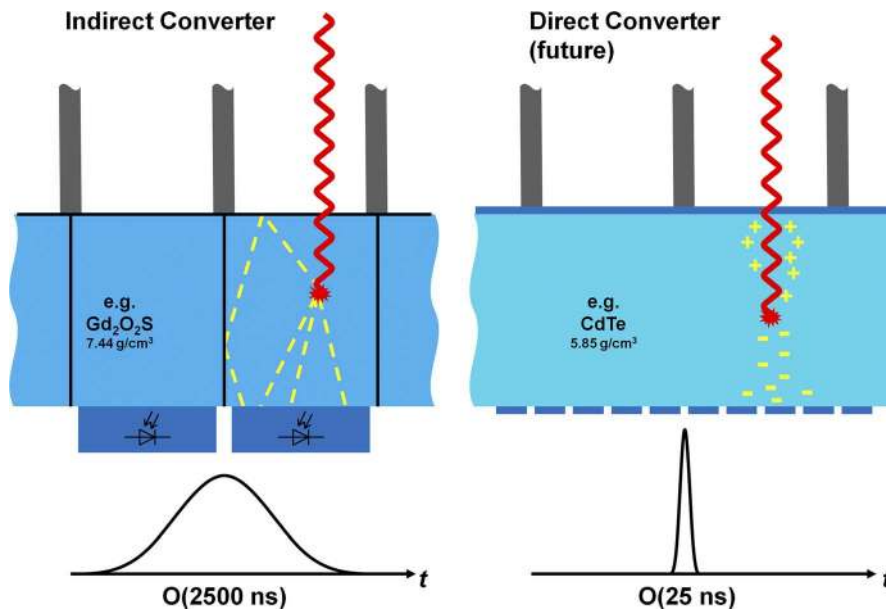 Indirect Converter
e.g.
Gd₂O₂S
7.44 g/cm³
t
O(2500 ns)
Direct Converter
(future)
e.g.
CdTe
5.85 g/cm³
t
O(25 ns)